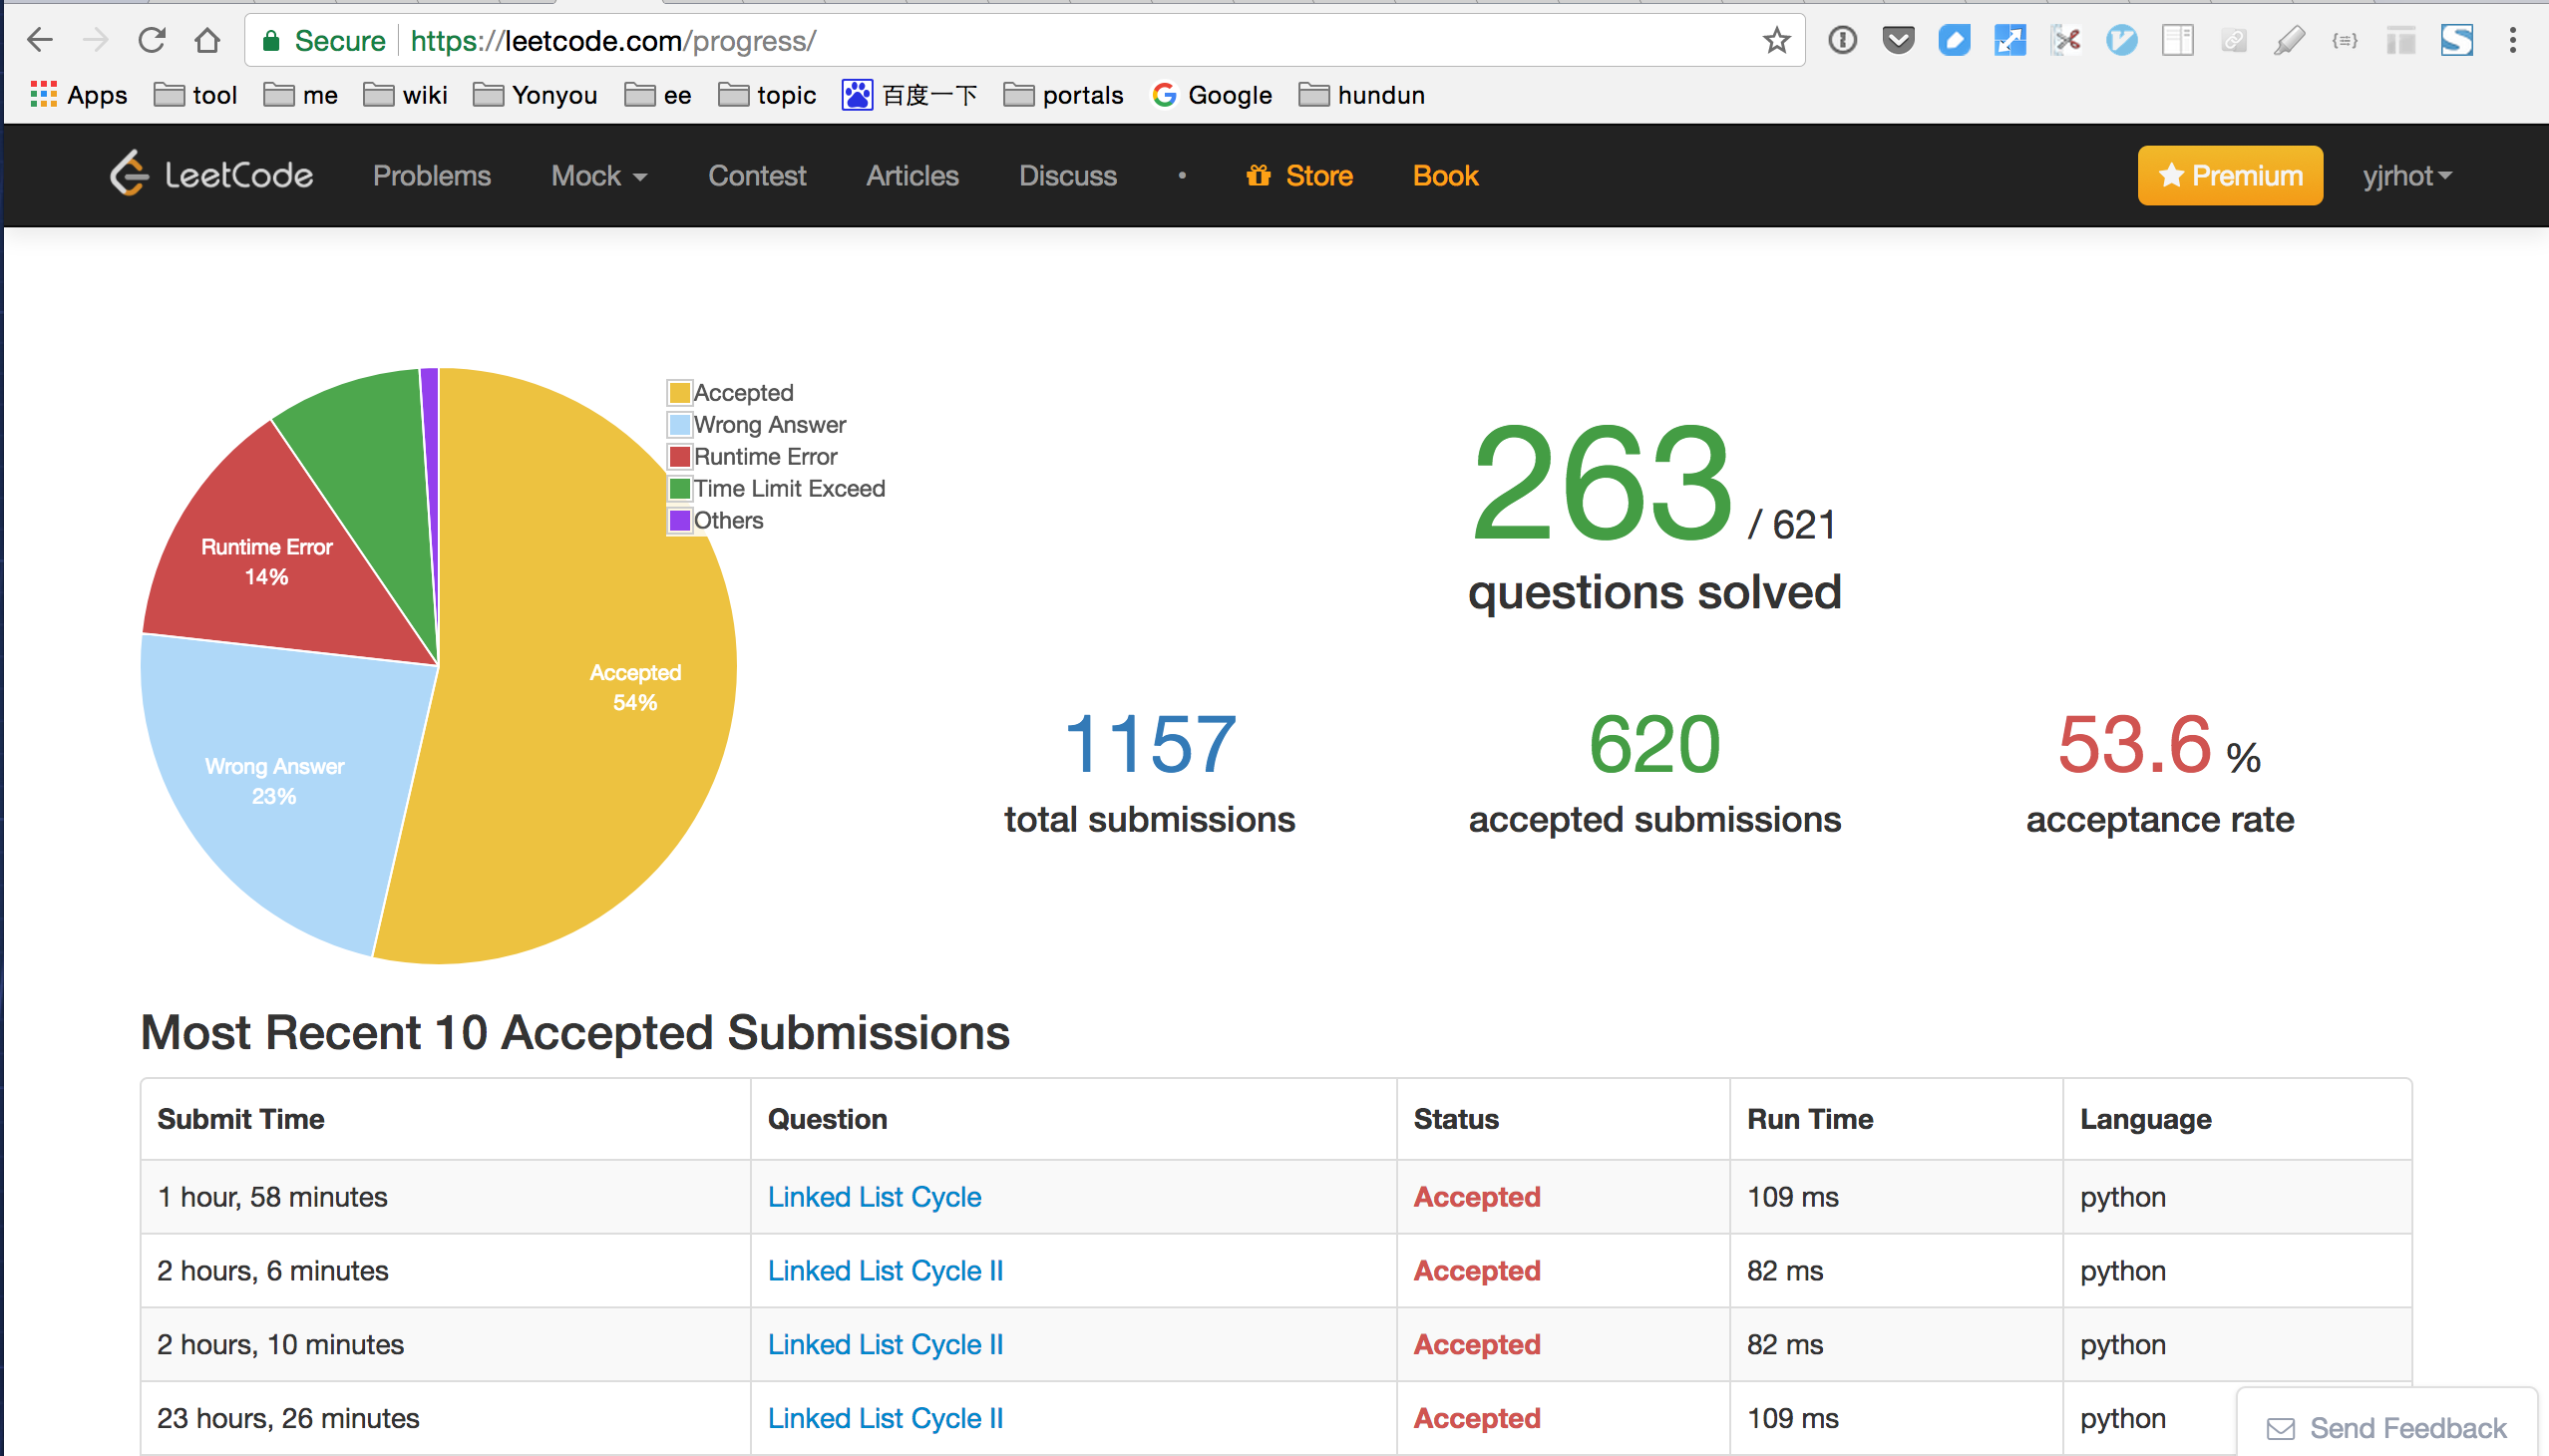 Secure https://leetcode.com/progress/
Apps tool me wiki Yonyou ee topic 百度一下 portals Google hundun
LeetCode Problems Mock Contest Articles Discuss • Store Book Premium yjrhot
Accepted
Wrong Answer
Runtime Error
Time Limit Exceed
Others
Runtime Error
14%
Accepted
54%
Wrong Answer
23%
263 / 621
questions solved
1157
total submissions
620
accepted submissions
53.6 %
acceptance rate
Most Recent 10 Accepted Submissions
Submit Time Question Status Run Time Language
1 hour, 58 minutes Linked List Cycle Accepted 109 ms python
2 hours, 6 minutes Linked List Cycle II Accepted 82 ms python
2 hours, 10 minutes Linked List Cycle II Accepted 82 ms python
23 hours, 26 minutes Linked List Cycle II Accepted 109 ms python
Send Feedback